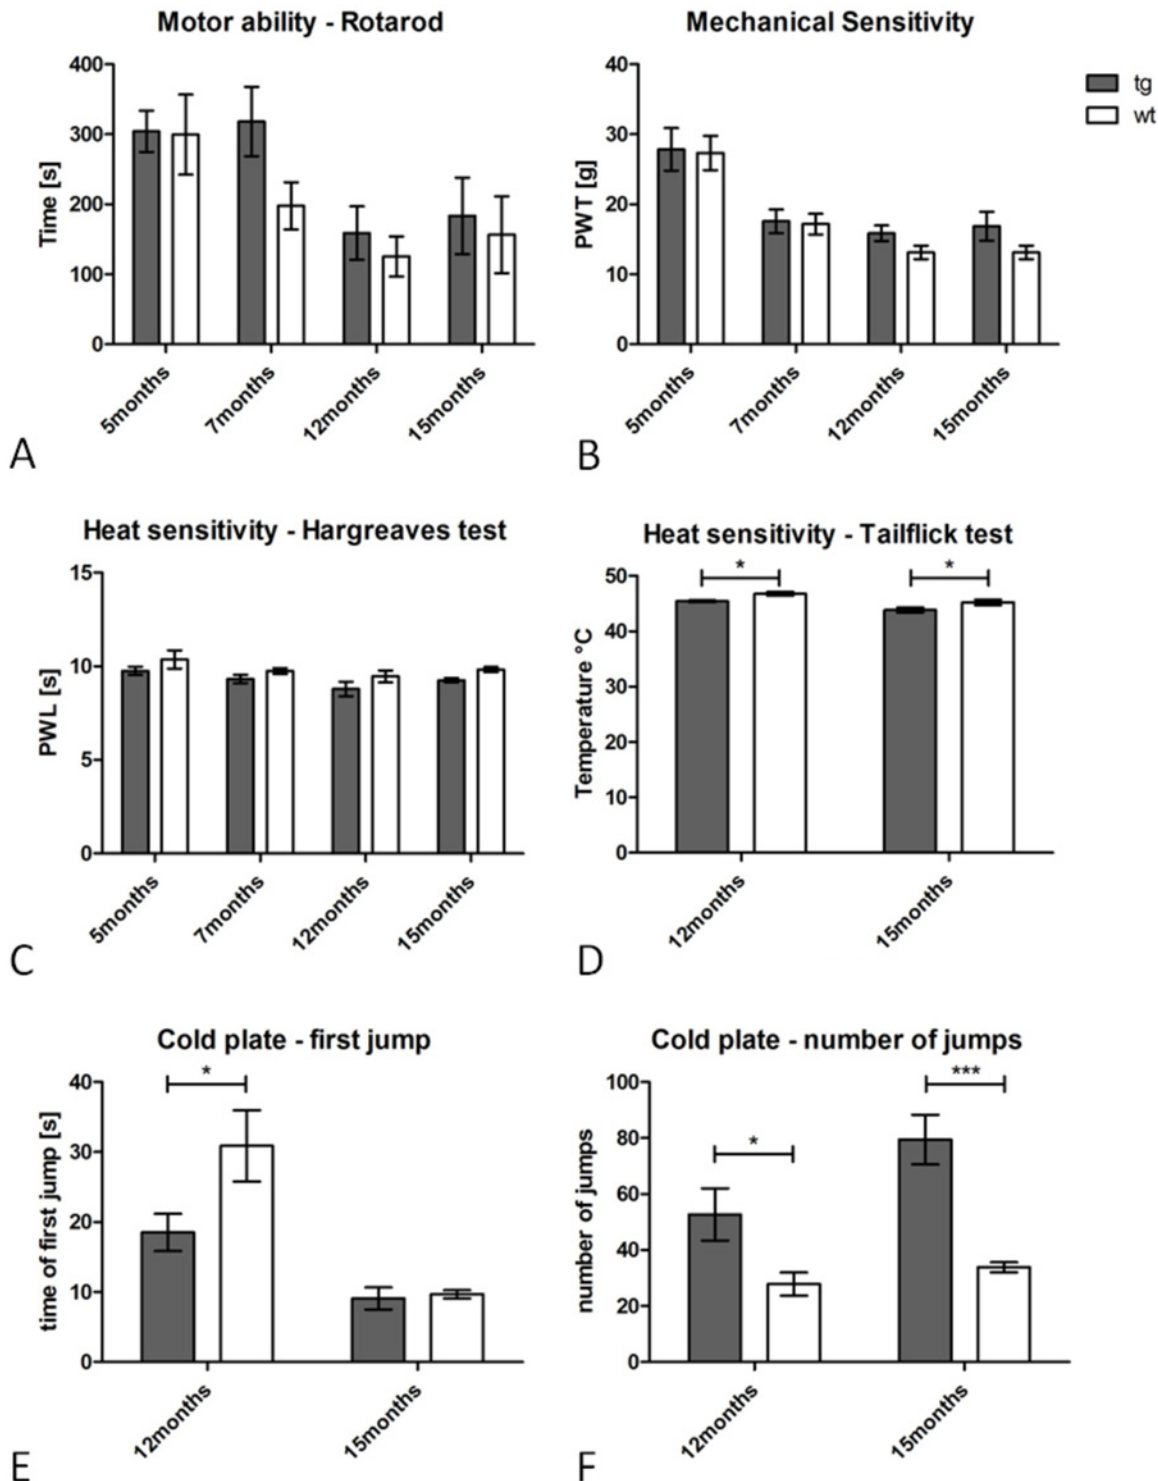 Motor ability - Rotarod
400
300
200
100
0
Time [s]
5months
7months
12months
15months
A
Mechanical Sensitivity
40
30
20
10
0
PWT [g]
5months
7months
12months
15months
B
tg
wt
Heat sensitivity - Hargreaves test
15
10
5
0
PWL [s]
5months
7months
12months
15months
C
Heat sensitivity - Tailflick test
* *
50
40
30
20
10
0
Temperature °C
12months
15months
D
Cold plate - first jump
*
40
30
20
10
0
time of first jump [s]
12months
15months
E
Cold plate - number of jumps
***
*
100
80
60
40
20
0
number of jumps
12months
15months
F